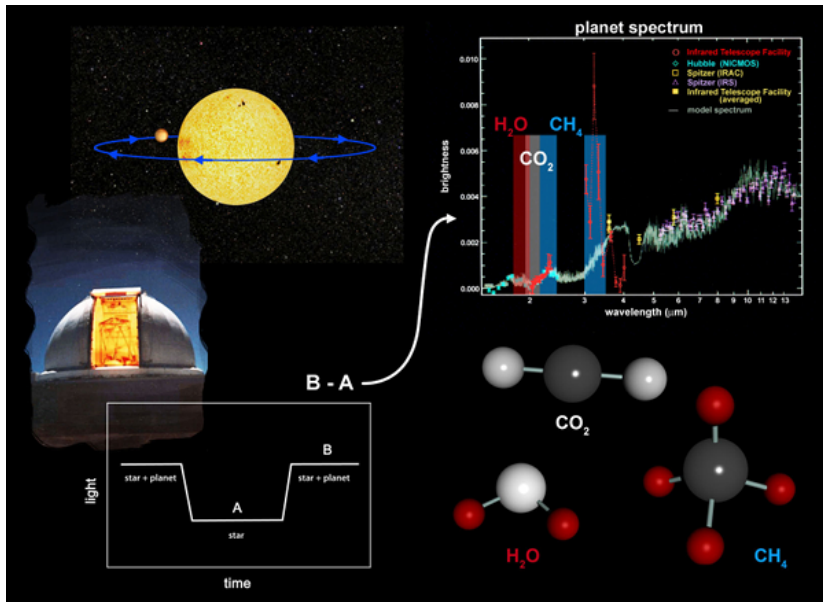 planet spectrum
Infrared Telescope Facility
Hubble (NICMOS)
Spitzer (IRAC)
Spitzer (IRS)
Infrared Telescope Facility
(averaged)
model spectrum
H₂O
CO₂
CH₄
brightness
0.010
0.008
0.006
0.004
0.002
0.000
2
3
4
5
6
7
8
9
10
11
12
13
wavelength (μm)
B - A
light
star + planet
A
star
B
star + planet
time
CO₂
H₂O
CH₄